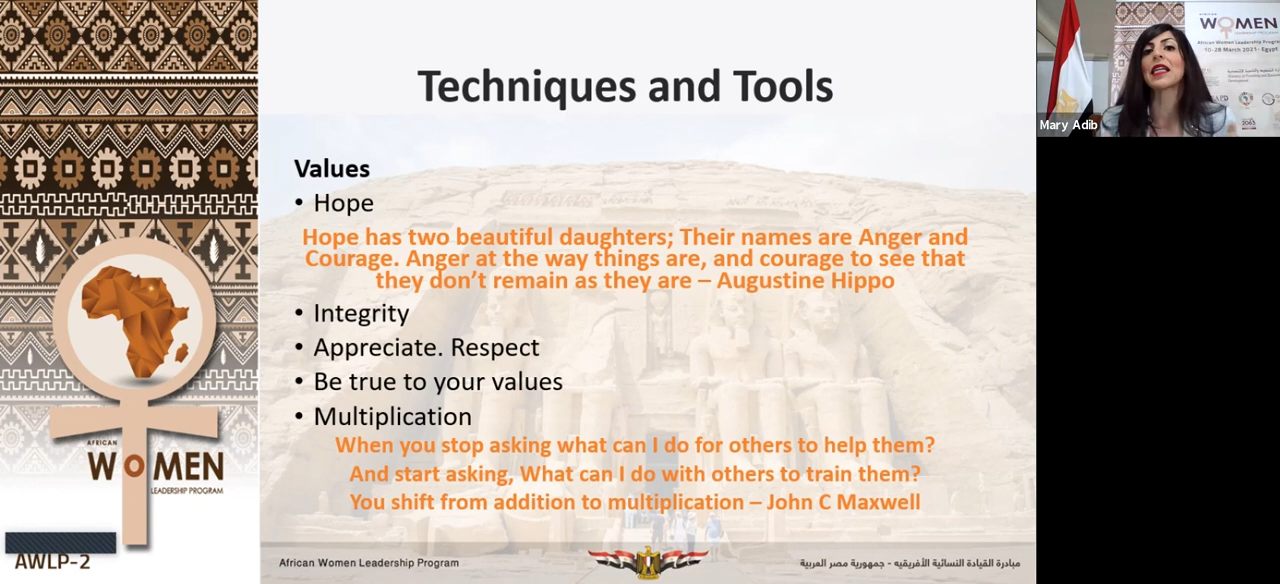 Techniques and Tools
Values
• Hope
Hope has two beautiful daughters; Their names are Anger and
Courage. Anger at the way things are, and courage to see that
they don’t remain as they are – Augustine Hippo
• Integrity
• Appreciate. Respect
• Be true to your values
• Multiplication
When you stop asking what can I do for others to help them?
And start asking, What can I do with others to train them?
You shift from addition to multiplication – John C Maxwell
AFRICAN
WOMEN
LEADERSHIP PROGRAM
AWLP-2
African Women Leadership Program
مبادرة القيادة النسائية الأفريقيه - جمهورية مصر العربية
WOMEN
African Women Leadership Program
10-28 March 2021- Egypt
Mary Adib